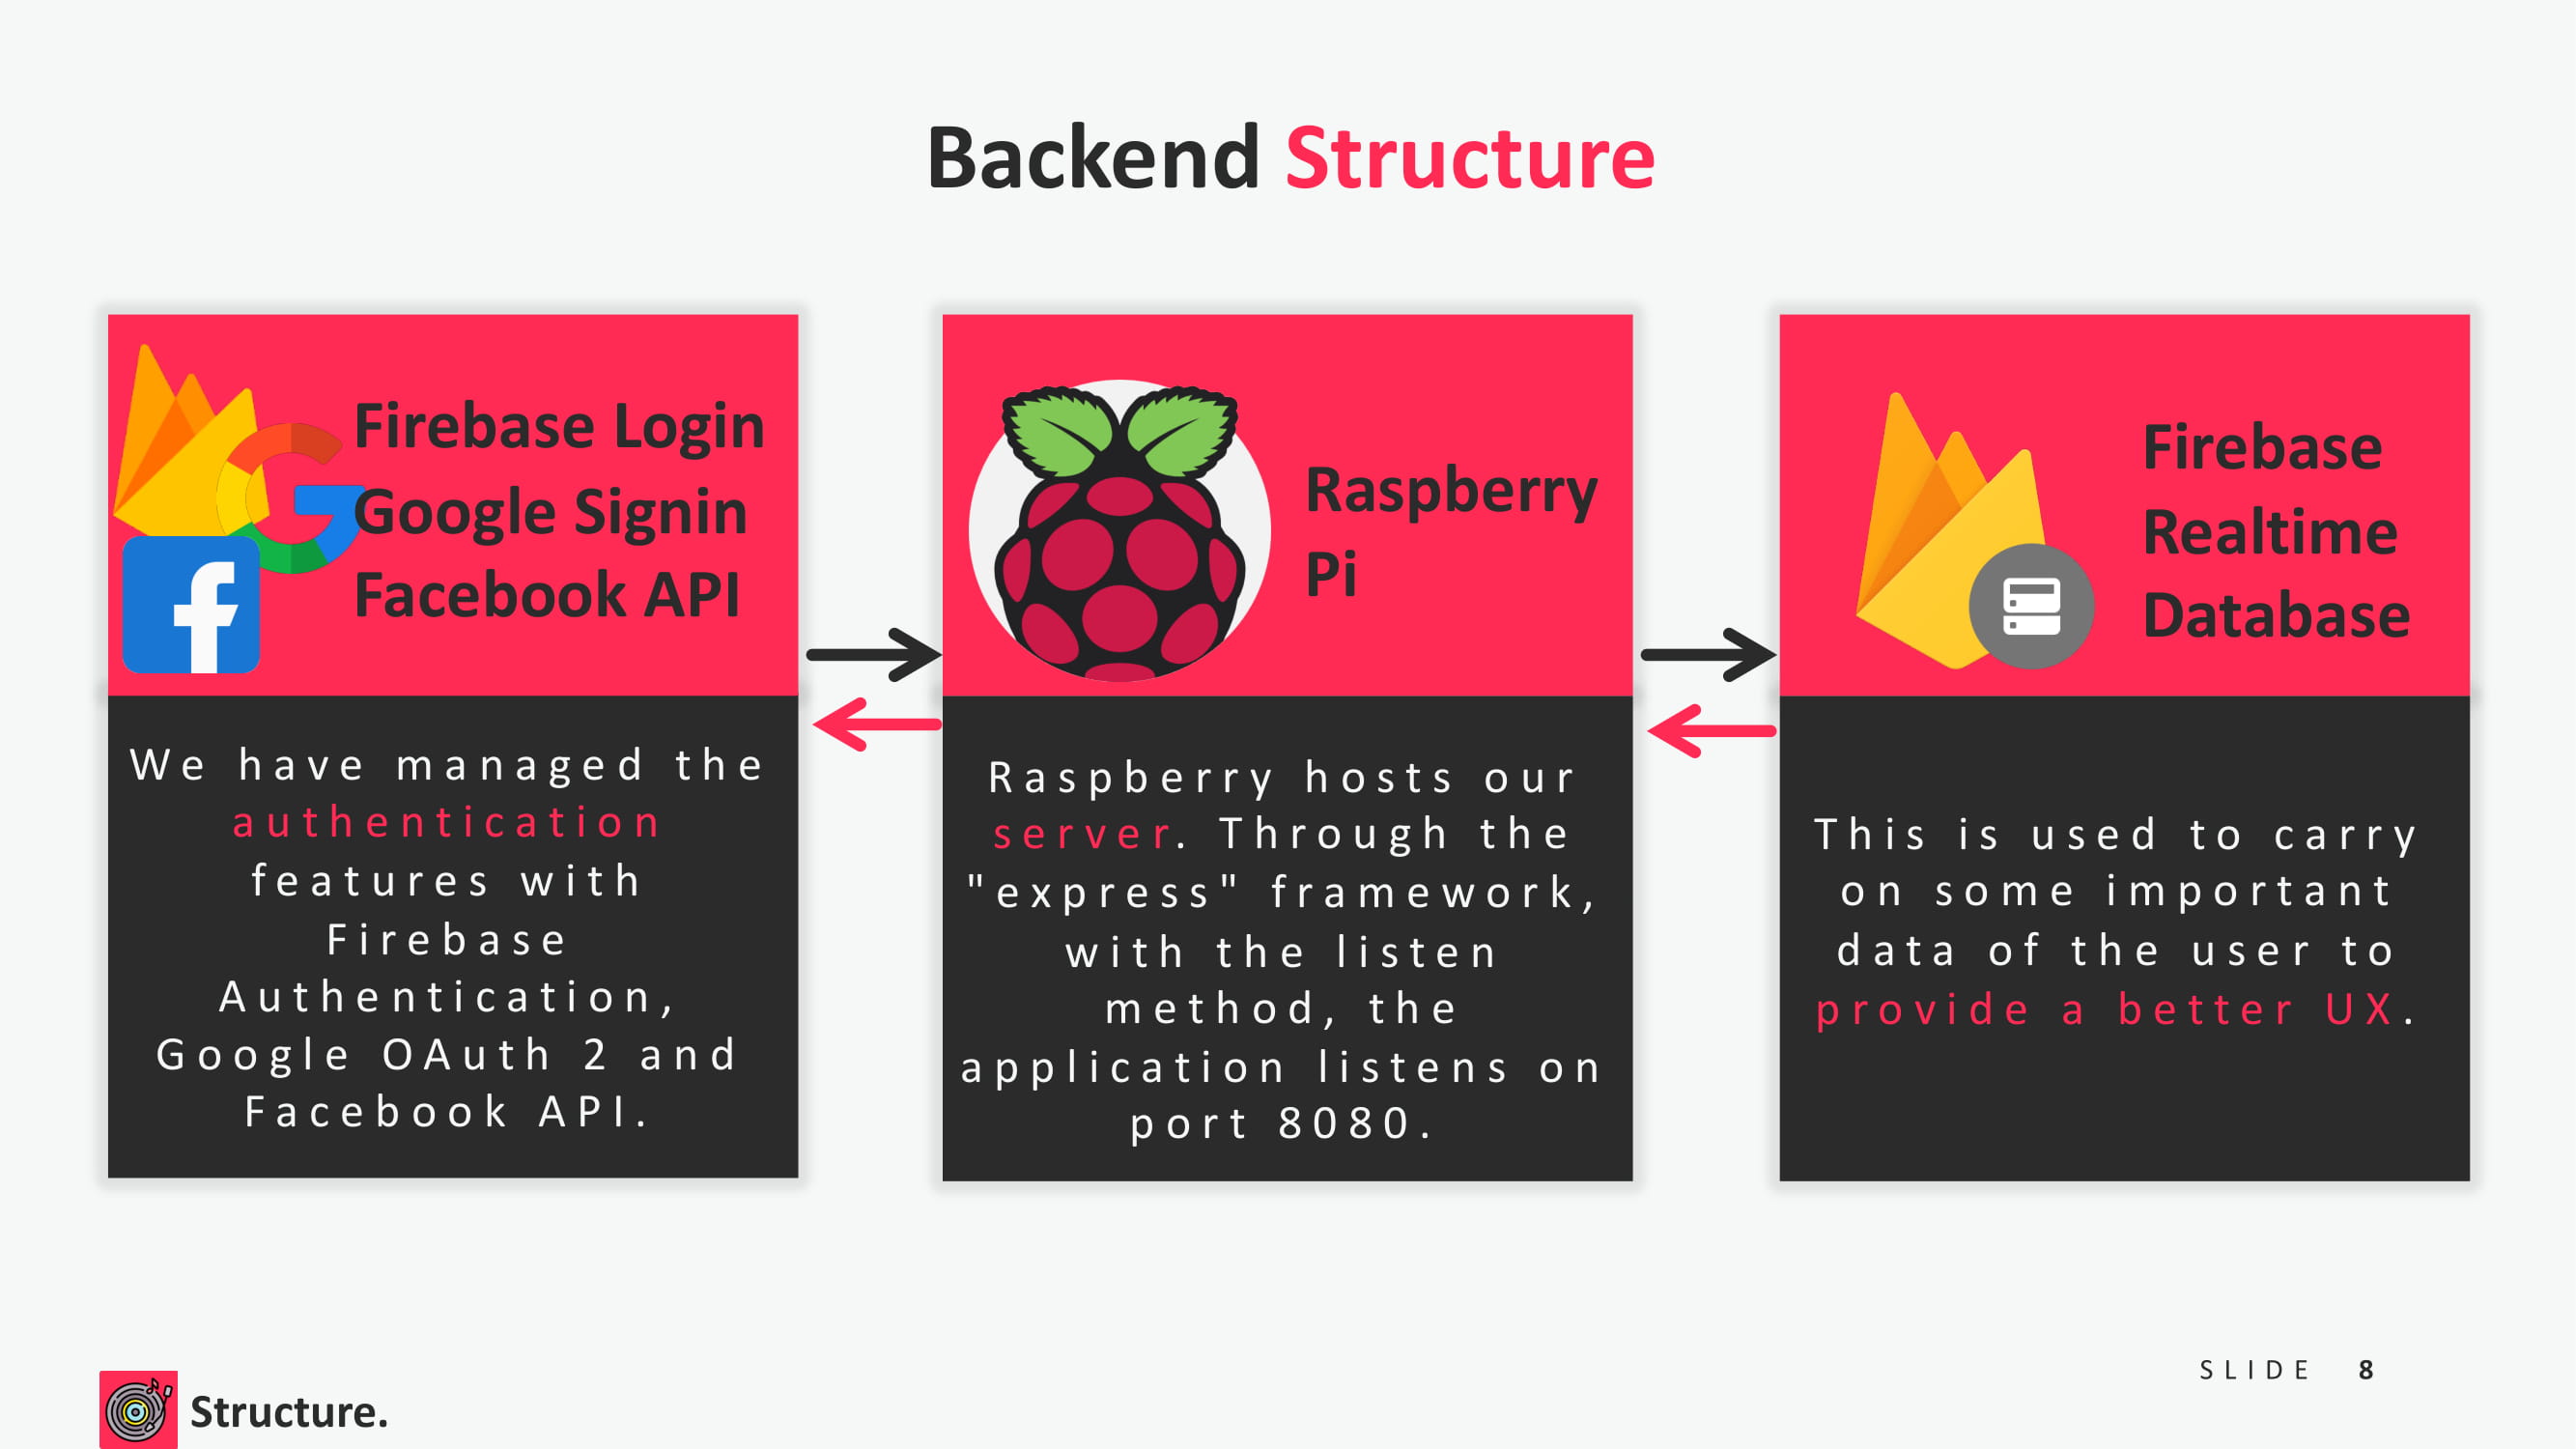 Backend Structure
Firebase Login
Google Signin
Facebook API
We have managed the
authentication
features with
Firebase
Authentication,
Google OAuth 2 and
Facebook API.
Raspberry
Pi
Raspberry hosts our
server. Through the
"express" framework,
with the listen
method, the
application listens on
port 8080.
Firebase
Realtime
Database
This is used to carry
on some important
data of the user to
provide a better UX.
Structure.
SLIDE 8